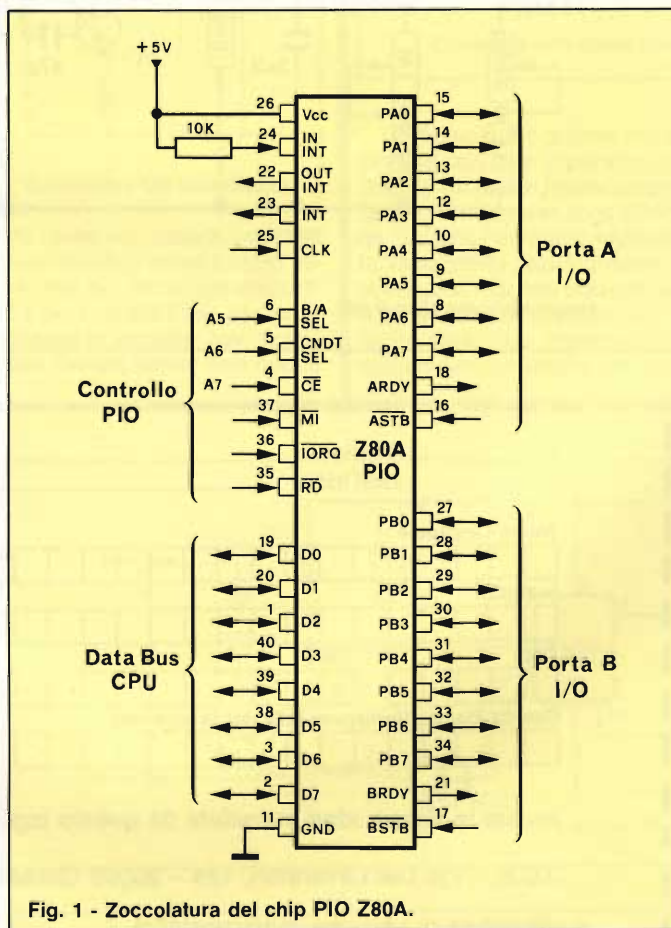 +5V
10K
26 Vcc
24 IN INT
22 OUT INT
23 INT
25 CLK
Controllo PIO
A5 6 B/A SEL
A6 5 CNDT SEL
A7 4 CE
37 MI
36 IORQ
35 RD
Data Bus CPU
19 D0
20 D1
1 D2
40 D3
39 D4
38 D5
3 D6
2 D7
11 GND
Z80A PIO
PA0 15
PA1 14
PA2 13
PA3 12
PA4 10
PA5 9
PA6 8
PA7 7
ARDY 18
ASTB 16
Porta A I/O
PB0 27
PB1 28
PB2 29
PB3 30
PB4 31
PB5 32
PB6 33
PB7 34
BRDY 21
BSTB 17
Porta B I/O
Fig. 1 - Zoccolatura del chip PIO Z80A.